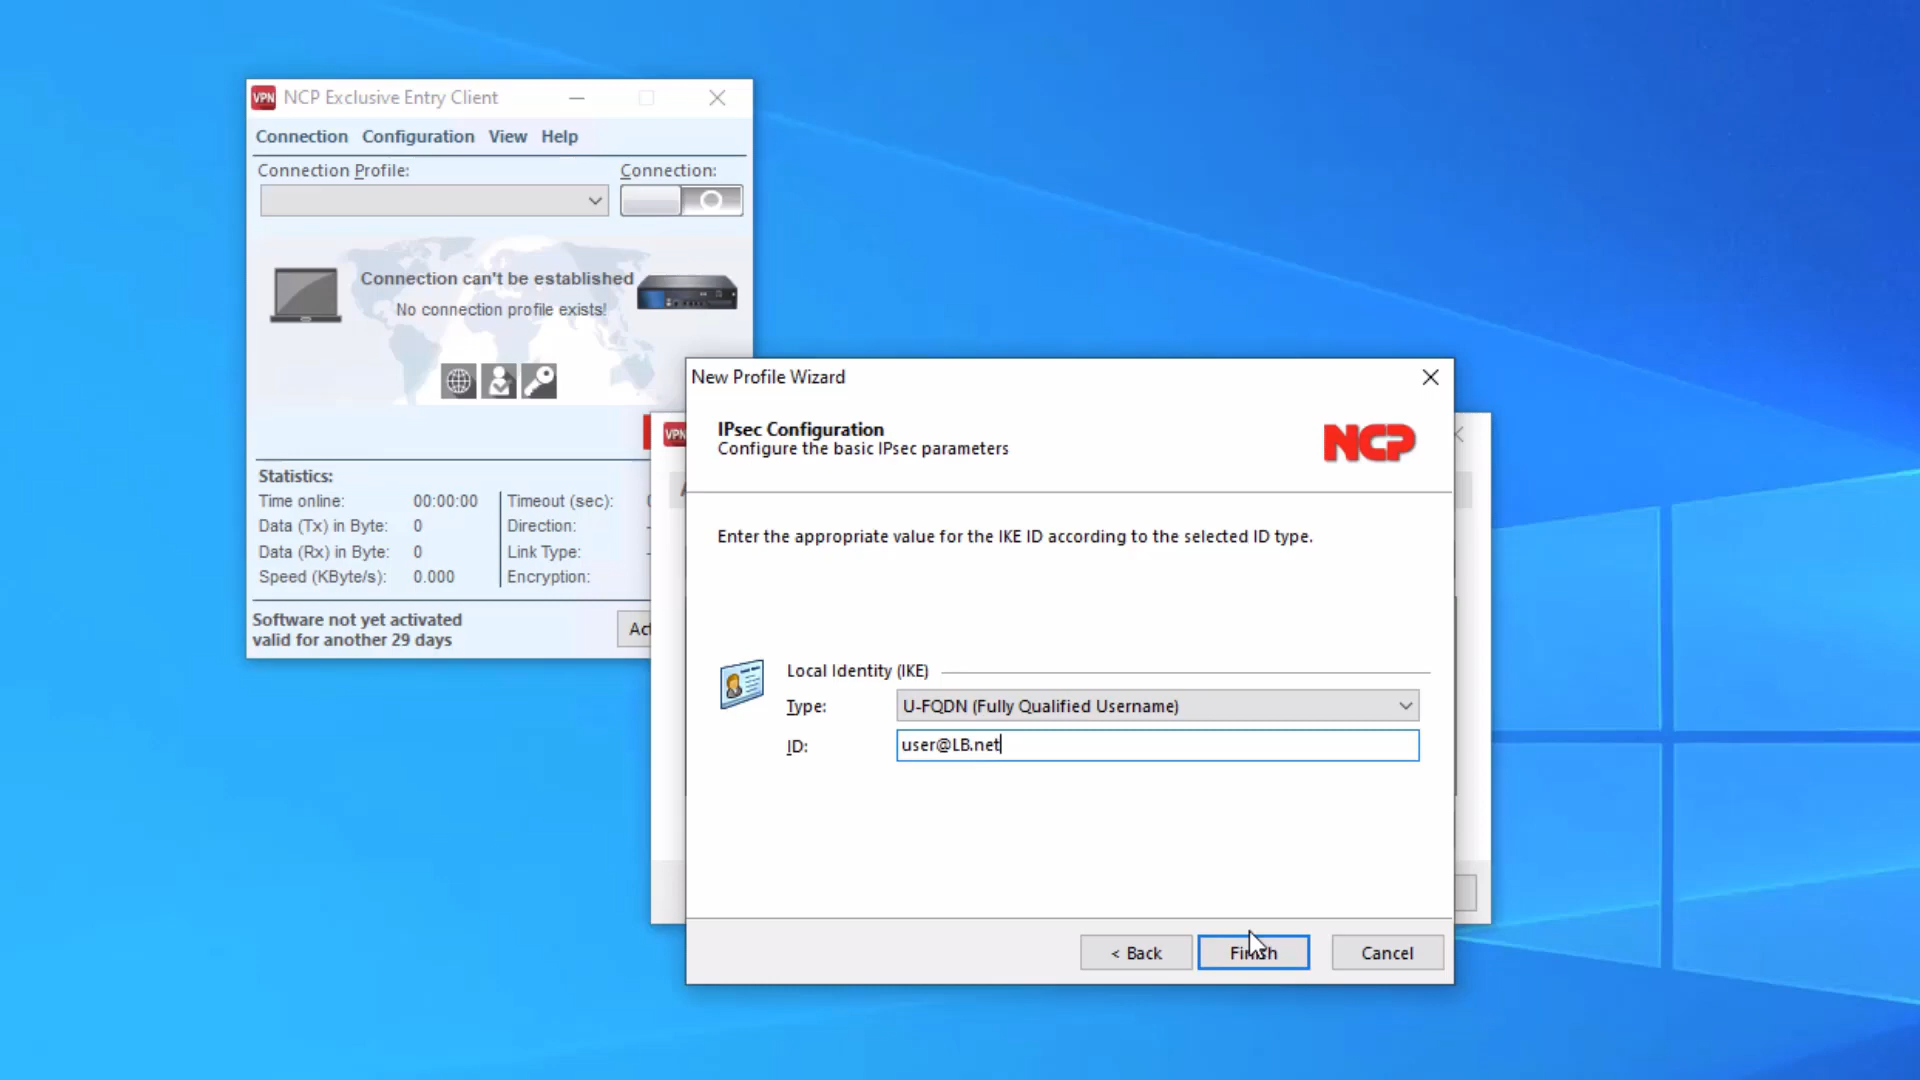 VPN NCP Exclusive Entry Client
Connection Configuration View Help
Connection Profile: Connection:
Connection can't be established
No connection profile exists!
Statistics:
Time online: 00:00:00 Timeout (sec):
Data (Tx) in Byte: 0 Direction:
Data (Rx) in Byte: 0 Link Type:
Speed (KByte/s): 0.000 Encryption:
Software not yet activated
valid for another 29 days
VPN
New Profile Wizard
IPsec Configuration
Configure the basic IPsec parameters
NCP
Enter the appropriate value for the IKE ID according to the selected ID type.
Local Identity (IKE)
Type: U-FQDN (Fully Qualified Username)
ID: user@LB.net
< Back Finish Cancel